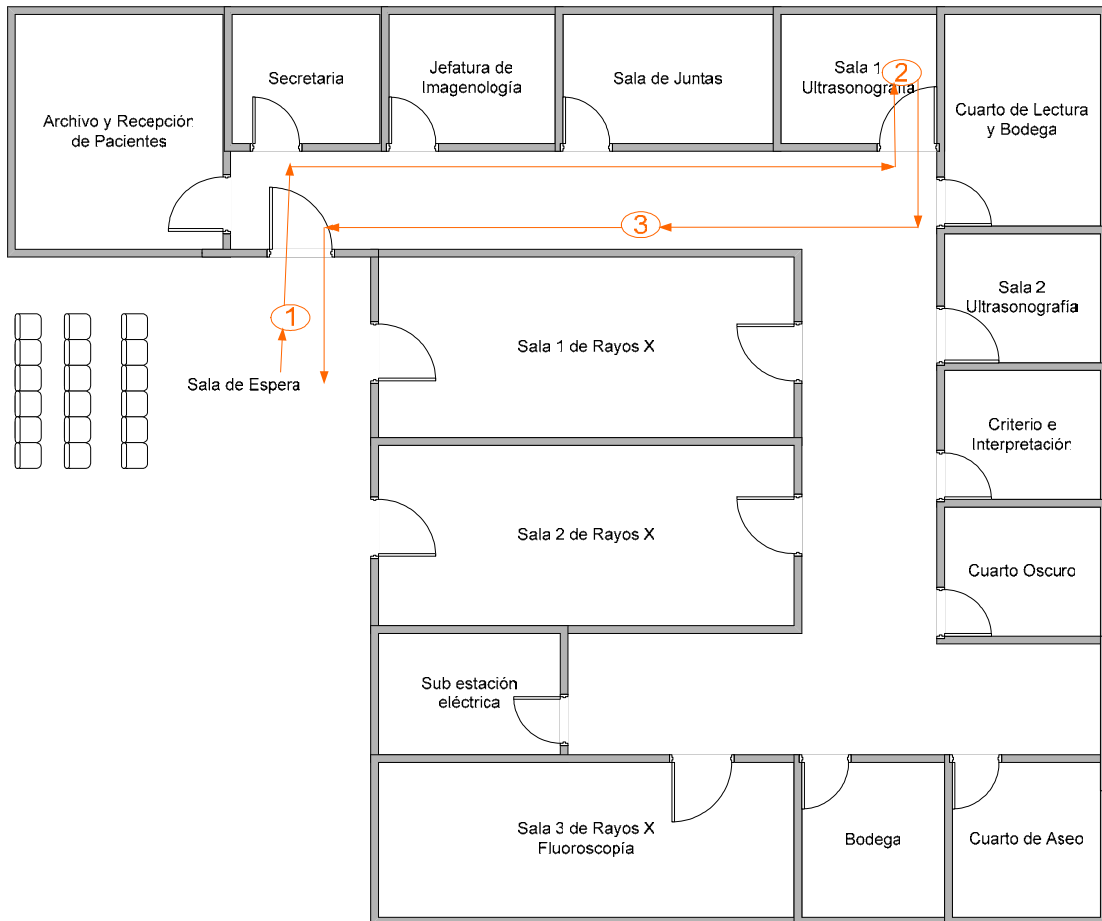 Archivo y Recepción
de Pacientes
Secretaria
Jefatura de
Imagenología
Sala de Juntas
Sala 1
Ultrasonografía
2
Cuarto de Lectura
y Bodega
3
1
Sala de Espera
Sala 1 de Rayos X
Sala 2
Ultrasonografía
Criterio e
Interpretación
Sala 2 de Rayos X
Cuarto Oscuro
Sub estación
eléctrica
Sala 3 de Rayos X
Fluoroscopía
Bodega
Cuarto de Aseo